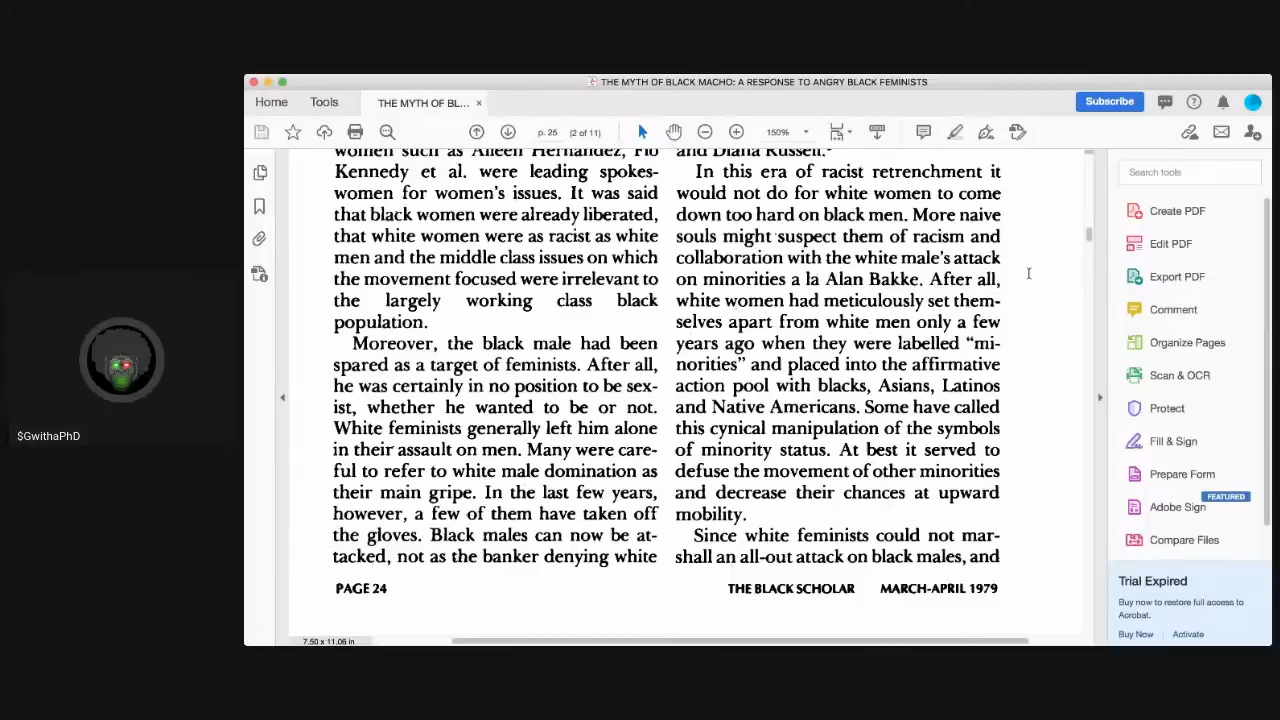 THE MYTH OF BLACK MACHO: A RESPONSE TO ANGRY BLACK FEMINISTS
Home Tools THE MYTH OF BL... × Subscribe
p. 25 (2 of 11) 150%
women such as Aileen Hernandez, Flo
Kennedy et al. were leading spokes-
women for women's issues. It was said
that black women were already liberated,
that white women were as racist as white
men and the middle class issues on which
the movement focused were irrelevant to
the largely working class black
population.
Moreover, the black male had been
spared as a target of feminists. After all,
he was certainly in no position to be sex-
ist, whether he wanted to be or not.
White feminists generally left him alone
in their assault on men. Many were care-
ful to refer to white male domination as
their main gripe. In the last few years,
however, a few of them have taken off
the gloves. Black males can now be at-
tacked, not as the banker denying white
PAGE 24
and Diana Russell.
In this era of racist retrenchment it
would not do for white women to come
down too hard on black men. More naive
souls might suspect them of racism and
collaboration with the white male's attack
on minorities a la Alan Bakke. After all,
white women had meticulously set them-
selves apart from white men only a few
years ago when they were labelled "mi-
norities" and placed into the affirmative
action pool with blacks, Asians, Latinos
and Native Americans. Some have called
this cynical manipulation of the symbols
of minority status. At best it served to
defuse the movement of other minorities
and decrease their chances at upward
mobility.
Since white feminists could not mar-
shall an all-out attack on black males, and
THE BLACK SCHOLAR MARCH-APRIL 1979
7.50 x 11.06 in
Search tools
Create PDF
Edit PDF
Export PDF
Comment
Organize Pages
Scan & OCR
Protect
Fill & Sign
Prepare Form
FEATURED
Adobe Sign
Compare Files
Trial Expired
Buy now to restore full access to
Acrobat.
Buy Now Activate
$GwithaPhD